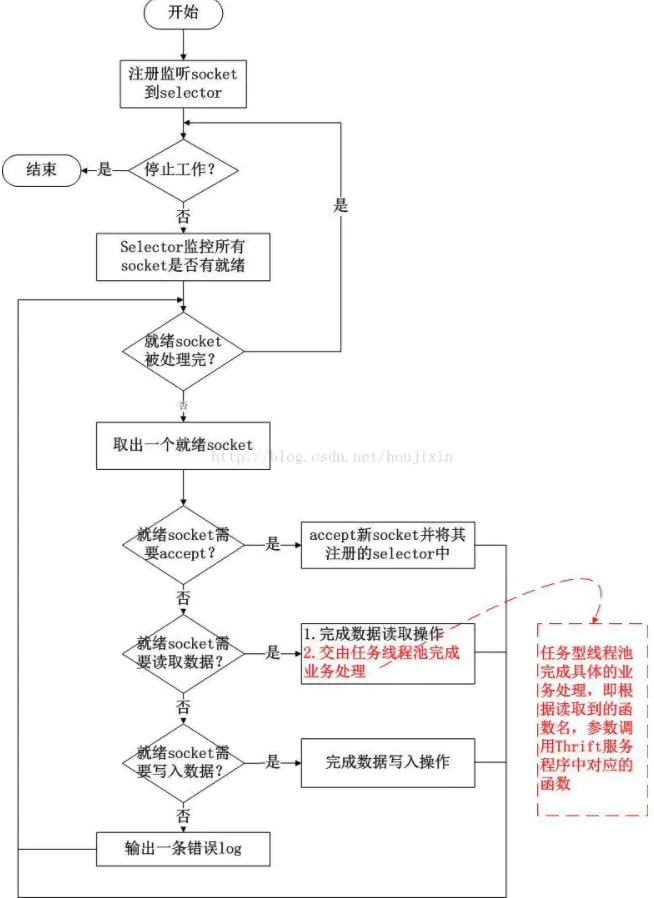 开始
注册监听socket
到selector
停止工作?
是
结束
否
是
Selector监控所有
socket是否有就绪
就绪socket
被处理完?
否
取出一个就绪socket
http://blog.csdn.net/houjixin
就绪socket需
要accept?
是
accept新socket并将其
注册的selector中
否
就绪socket需
要读取数据?
是
1.完成数据读取操作
2.交由任务线程池完成
业务处理
任务型线程池
完成具体的业
务处理，即根
据读取到的函
数名，参数调
用Thrift服务
程序中对应的
函数
否
就绪socket需
要写入数据?
是
完成数据写入操作
否
输出一条错误log